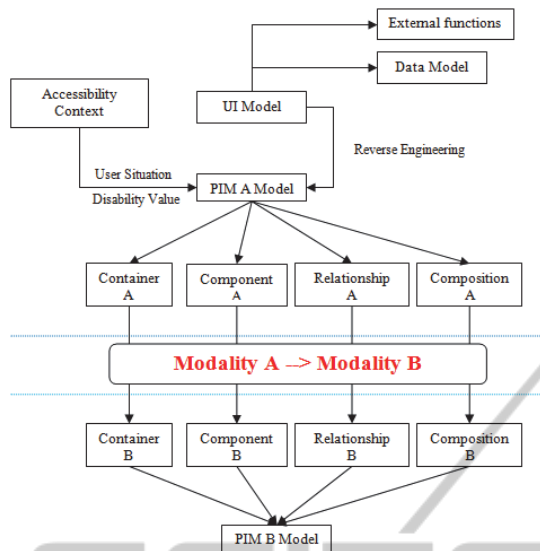 External functions
Data Model
Accessibility
Context
UI Model
Reverse Engineering
User Situation
Disability Value
PIM A Model
Container
A
Component
A
Relationship
A
Composition
A
Modality A --> Modality B
Container
B
Component
B
Relationship
B
Composition
B
PIM B Model